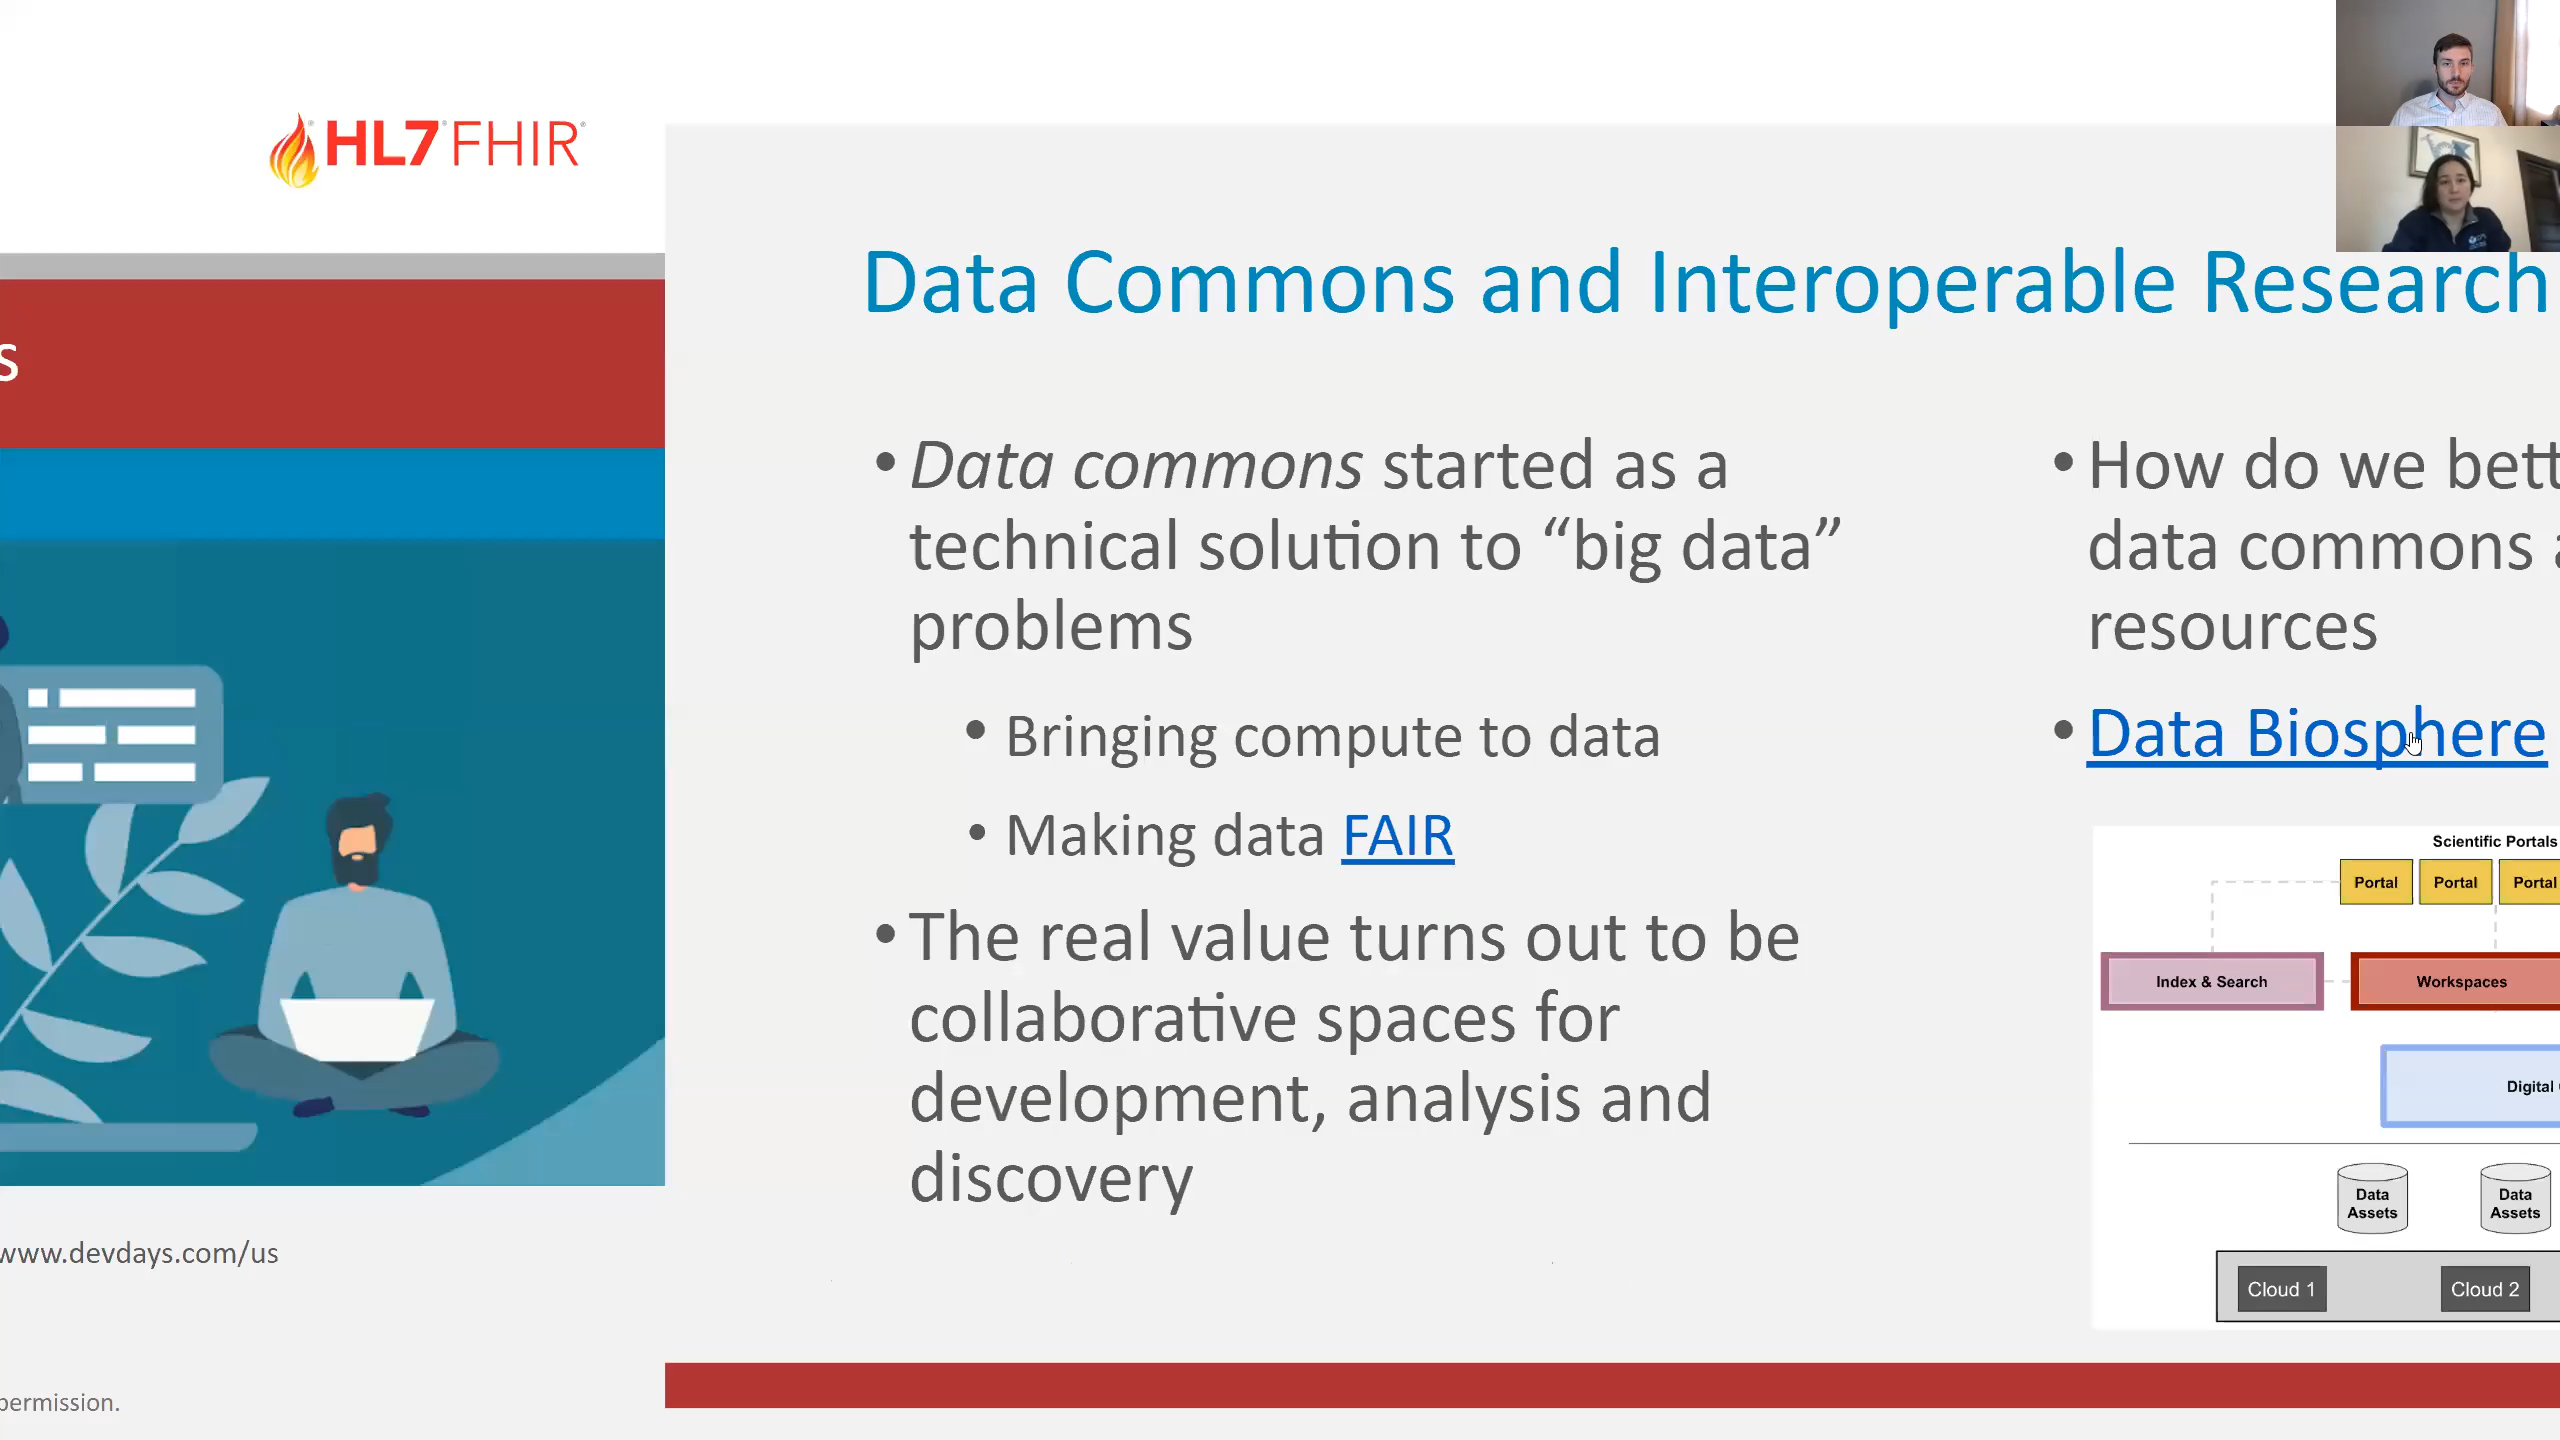 HL7 FHIR
s
www.devdays.com/us
permission.
Data Commons and Interoperable Research
• Data commons started as a
technical solution to “big data”
problems
• Bringing compute to data
• Making data FAIR
• The real value turns out to be
collaborative spaces for
development, analysis and
discovery
• How do we
data commons
resources
• Data Biosphere
Scientific Portals
Portal Portal Portal
Index & Search Workspaces
Digital
Data Data
Assets Assets
Cloud 1 Cloud 2